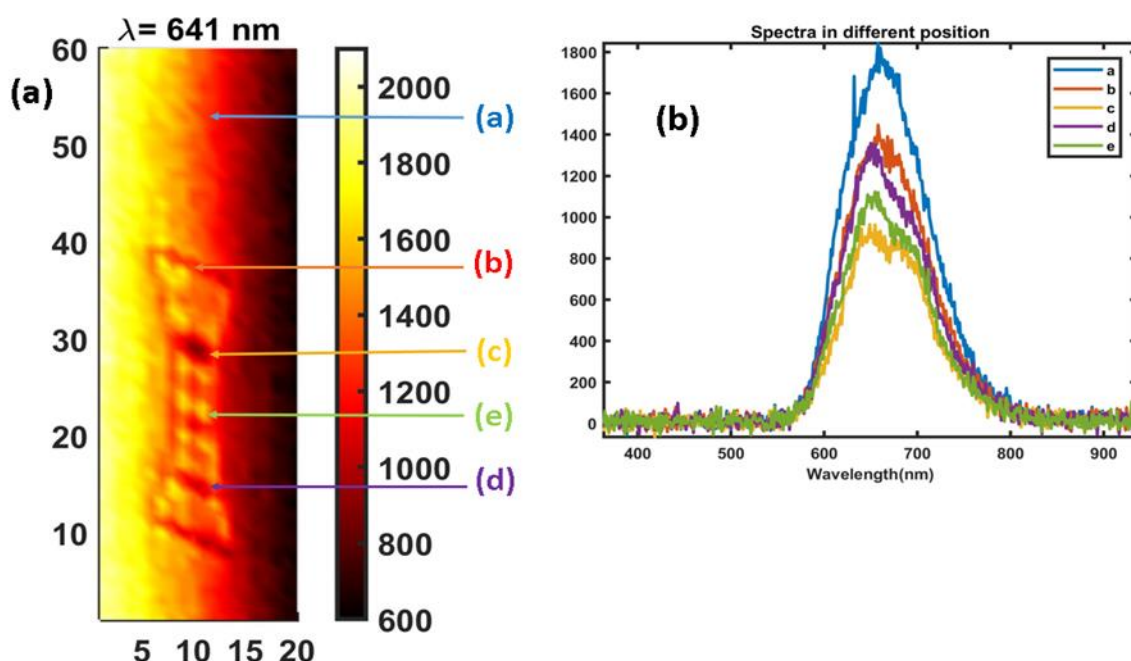 λ= 641 nm
(a)
60
50
40
30
20
10
5 10 15 20
2000
1800
1600
1400
1200
1000
800
600
(a)
(b)
(c)
(e)
(d)
Spectra in different position
(b)
1800
1600
1400
1200
1000
800
600
400
200
0
400 500 600 700 800 900
Wavelength(nm)
a
b
c
d
e